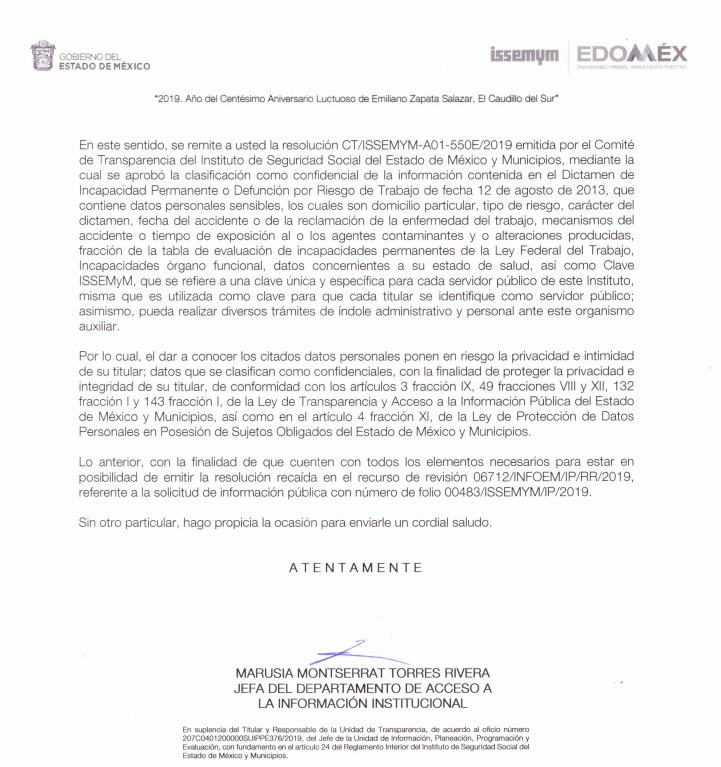 GOBIERNO DEL
ESTADO DE MÉXICO
issemym
EDOMÉX
DECISIONES FIRMES, RESULTADOS FUERTES.
"2019. Año del Centésimo Aniversario Luctuoso de Emiliano Zapata Salazar, El Caudillo del Sur"
En este sentido, se remite a usted la resolución CT/ISSEMYM-A01-550E/2019 emitida por el Comité
de Transparencia del Instituto de Seguridad Social del Estado de México y Municipios, mediante la
cual se aprobó la clasificación como confidencial de la información contenida en el Dictamen de
Incapacidad Permanente o Defunción por Riesgo de Trabajo de fecha 12 de agosto de 2013, que
contiene datos personales sensibles, los cuales son domicilio particular, tipo de riesgo, carácter del
dictamen, fecha del accidente o de la reclamación de la enfermedad del trabajo, mecanismos del
accidente o tiempo de exposición al o los agentes contaminantes y o alteraciones producidas,
fracción de la tabla de evaluación de incapacidades permanentes de la Ley Federal del Trabajo,
Incapacidades órgano funcional, datos concernientes a su estado de salud, así como Clave
ISSEMyM, que se refiere a una clave única y específica para cada servidor público de este Instituto,
misma que es utilizada como clave para que cada titular se identifique como servidor público;
asimismo, pueda realizar diversos trámites de índole administrativo y personal ante este organismo
auxiliar.
Por lo cual, el dar a conocer los citados datos personales ponen en riesgo la privacidad e intimidad
de su titular; datos que se clasifican como confidenciales, con la finalidad de proteger la privacidad e
integridad de su titular, de conformidad con los artículos 3 fracción IX, 49 fracciones VIII y XII, 132
fracción I y 143 fracción I, de la Ley de Transparencia y Acceso a la Información Pública del Estado
de México y Municipios, así como en el artículo 4 fracción XI, de la Ley de Protección de Datos
Personales en Posesión de Sujetos Obligados del Estado de México y Municipios.
Lo anterior, con la finalidad de que cuenten con todos los elementos necesarios para estar en
posibilidad de emitir la resolución recaída en el recurso de revisión 06712/INFOEM/IP/RR/2019,
referente a la solicitud de información pública con número de folio 00483/ISSEMYM/IP/2019.
Sin otro particular, hago propicia la ocasión para enviarle un cordial saludo.
A T E N T A M E N T E
MARUSIA MONTSERRAT TORRES RIVERA
JEFA DEL DEPARTAMENTO DE ACCESO A
LA INFORMACIÓN INSTITUCIONAL
En suplencia del Titular y Responsable de la Unidad de Transparencia, de acuerdo al oficio número
207C0401200000SUIPPE376/2019, del Jefe de la Unidad de Información, Planeación, Programación y
Evaluación, con fundamento en el artículo 24 del Reglamento Interior del Instituto de Seguridad Social del
Estado de México y Municipios.